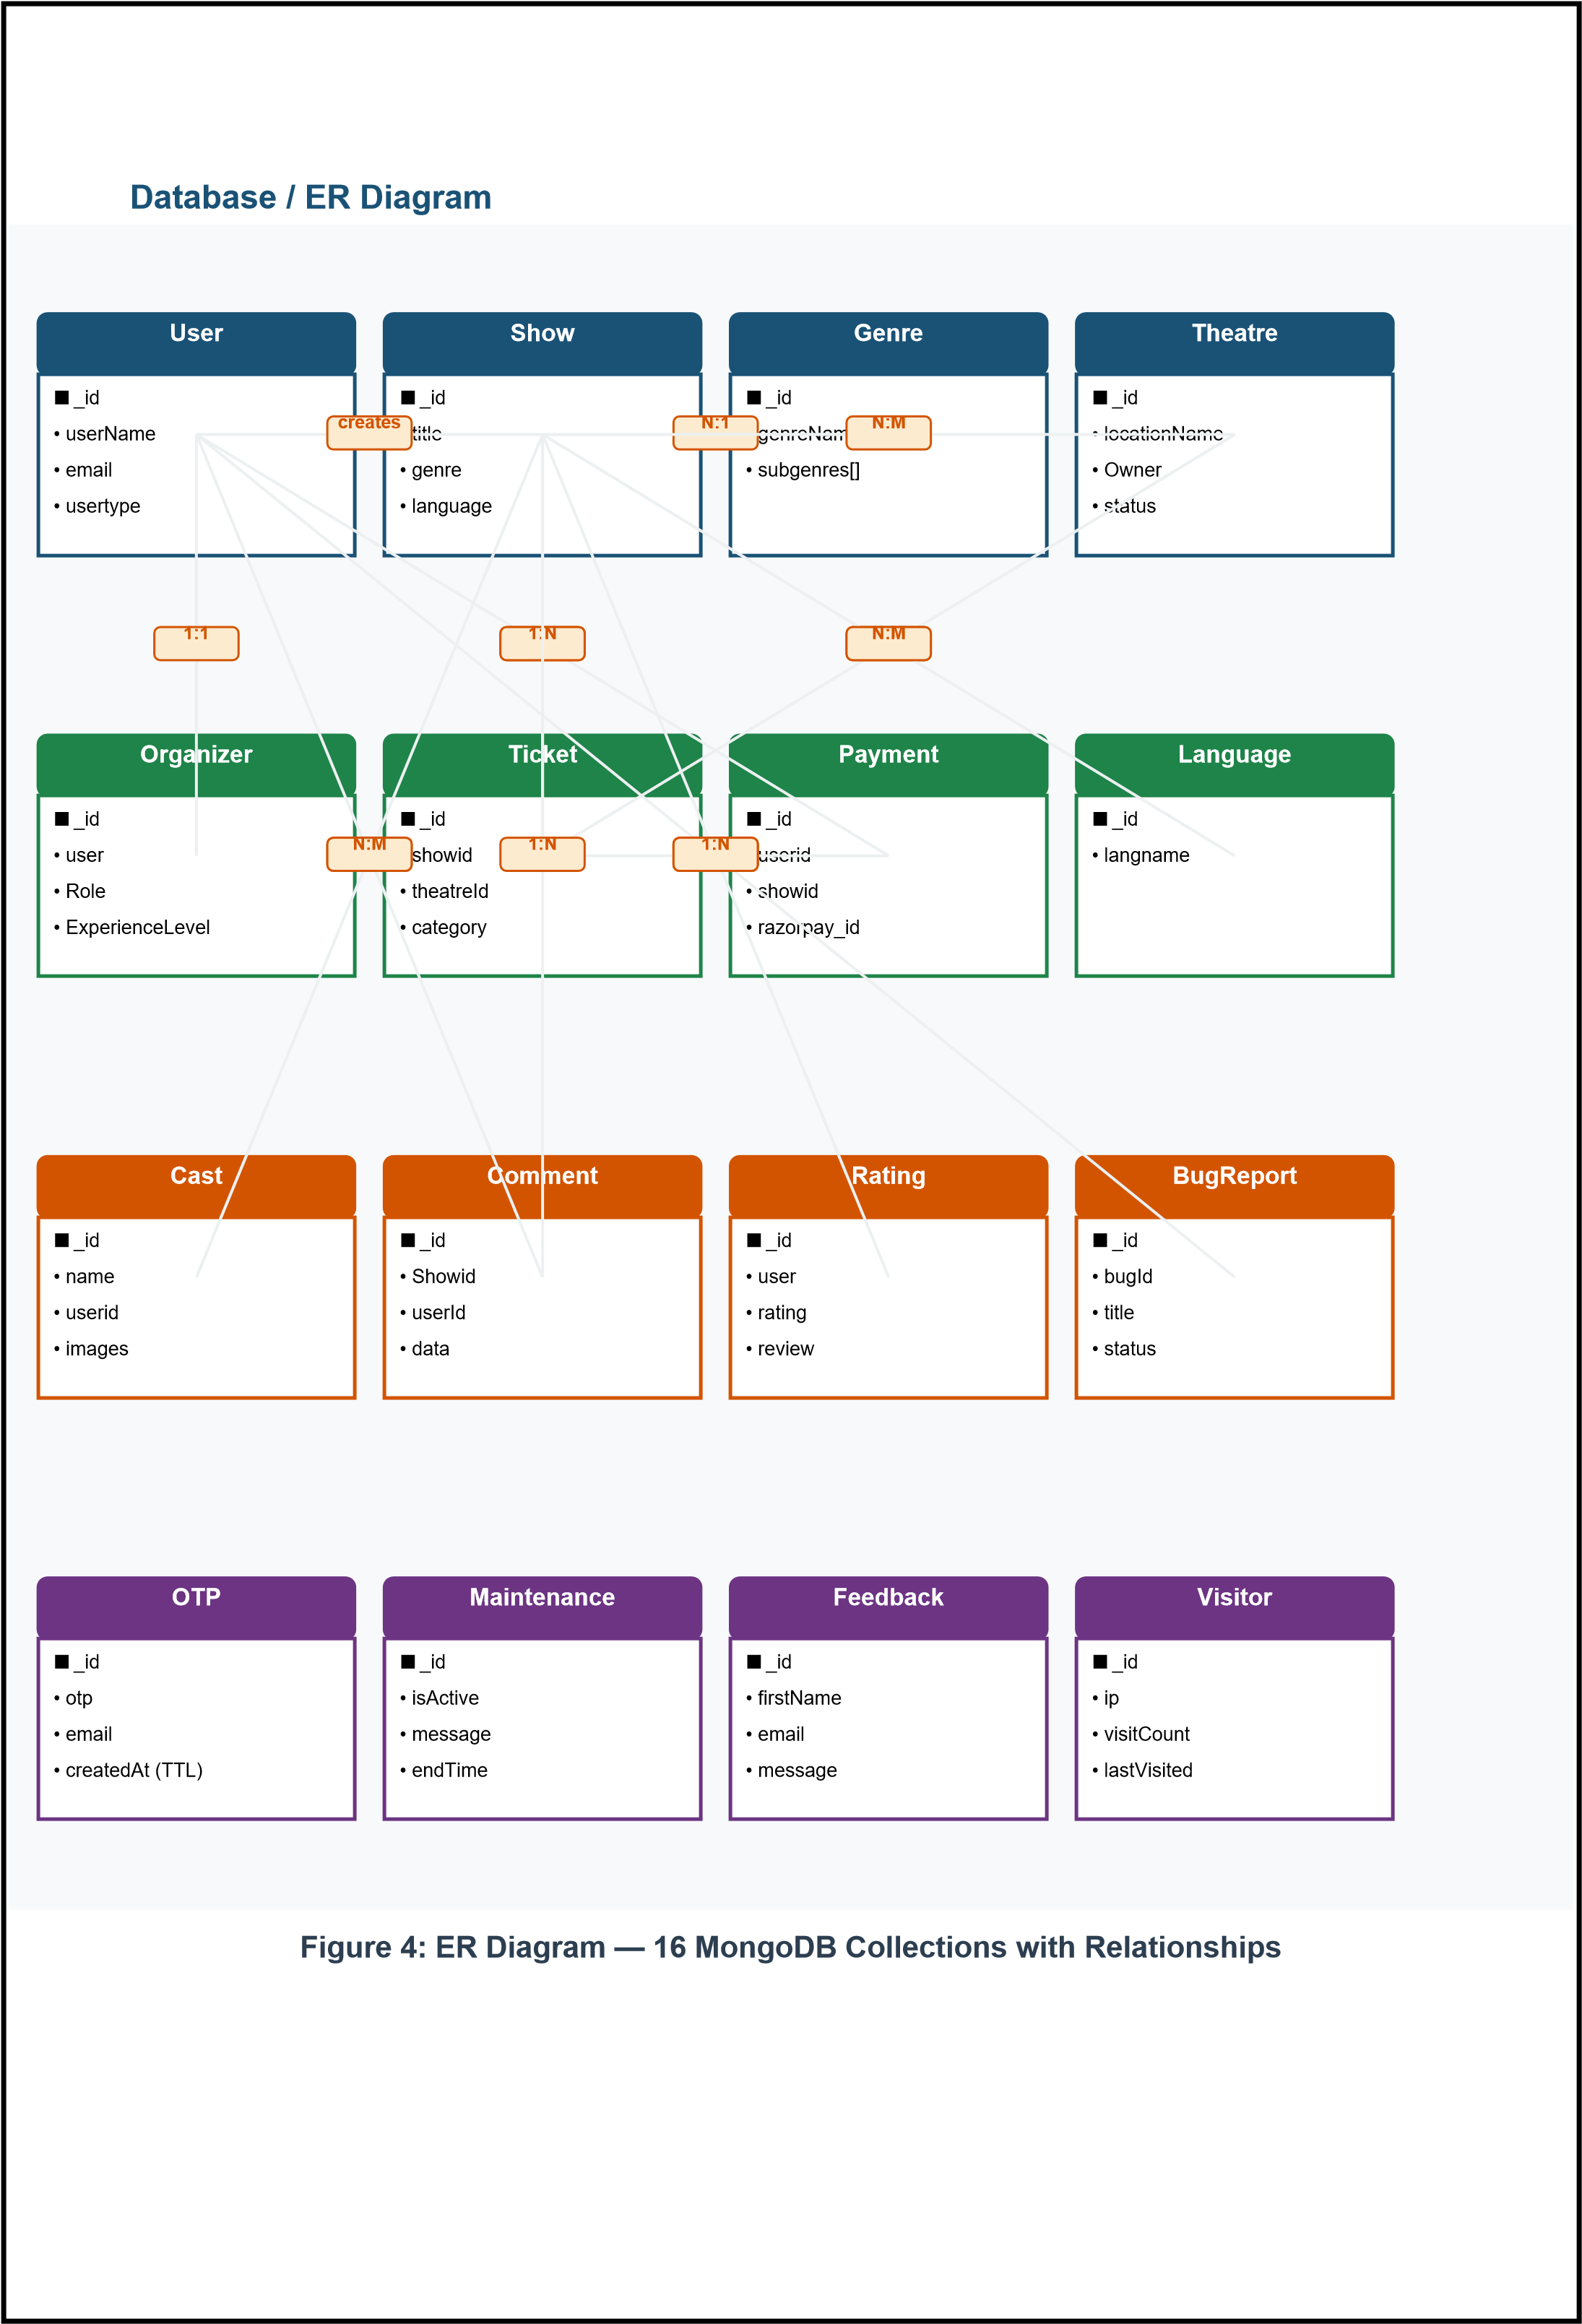 Database / ER Diagram
User
■ _id
• userName
• email
• usertype
Show
■ _id
title
• genre
• language
Genre
■ _id
• subgenres[]
Theatre
■ _id
• locationName
• Owner
• status
creates
N:1
N:M
1:1
1:N
N:M
Organizer
■ _id
• user
• Role
• ExperienceLevel
Ticket
■ _id
showid
• theatreId
• category
Payment
■ _id
userid
• showid
• razorpay_id
Language
■ _id
• langname
N:M
1:N
1:N
Cast
■ _id
• name
• userid
• images
Comment
■ _id
• Showid
• userId
• data
Rating
■ _id
• user
• rating
• review
BugReport
■ _id
• bugId
• title
• status
OTP
■ _id
• otp
• email
• createdAt (TTL)
Maintenance
■ _id
• isActive
• message
• endTime
Feedback
■ _id
• firstName
• email
• message
Visitor
■ _id
• ip
• visitCount
• lastVisited
Figure 4: ER Diagram — 16 MongoDB Collections with Relationships